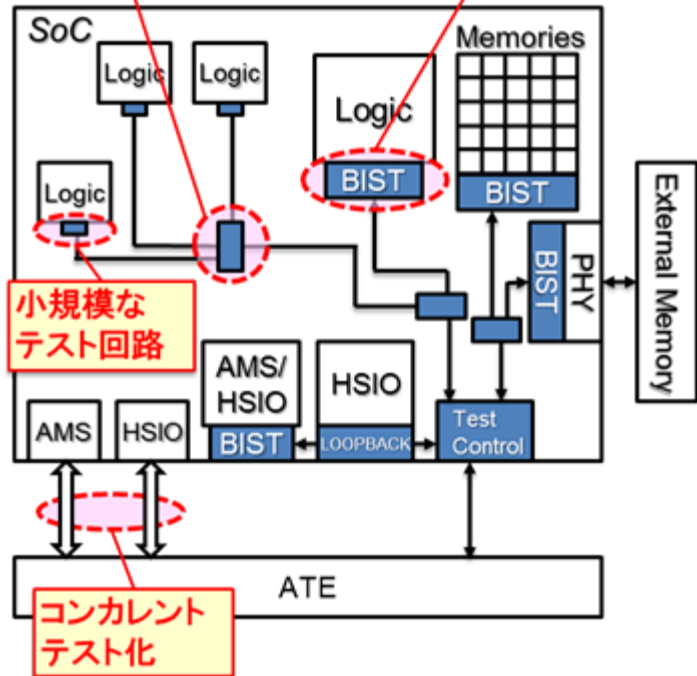 SoC
Memories
Logic
Logic
Logic
BIST
BIST
Logic
小規模な
テスト回路
BIST
PHY
External Memory
AMS/
HSIO
BIST
HSIO
LOOPBACK
Test
Control
AMS
HSIO
ATE
コンカレント
テスト化